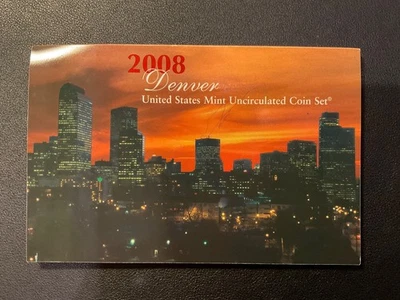 2008
Denver
United States Mint Uncirculated Coin Set®